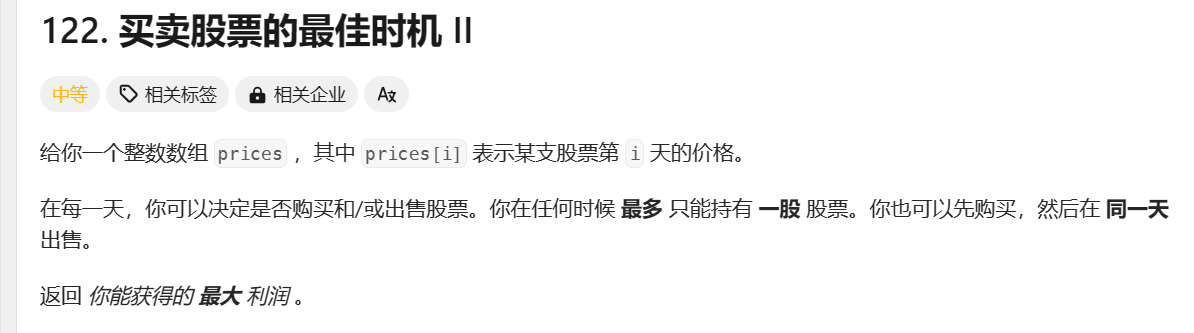 122. 买卖股票的最佳时机 II
中等 相关标签 相关企业 A文
给你一个整数数组 prices ，其中 prices[i] 表示某支股票第 i 天的价格。
在每一天，你可以决定是否购买和/或出售股票。你在任何时候 最多 只能持有 一股 股票。你也可以先购买，然后在 同一天
出售。
返回 你能获得的 最大 利润 。